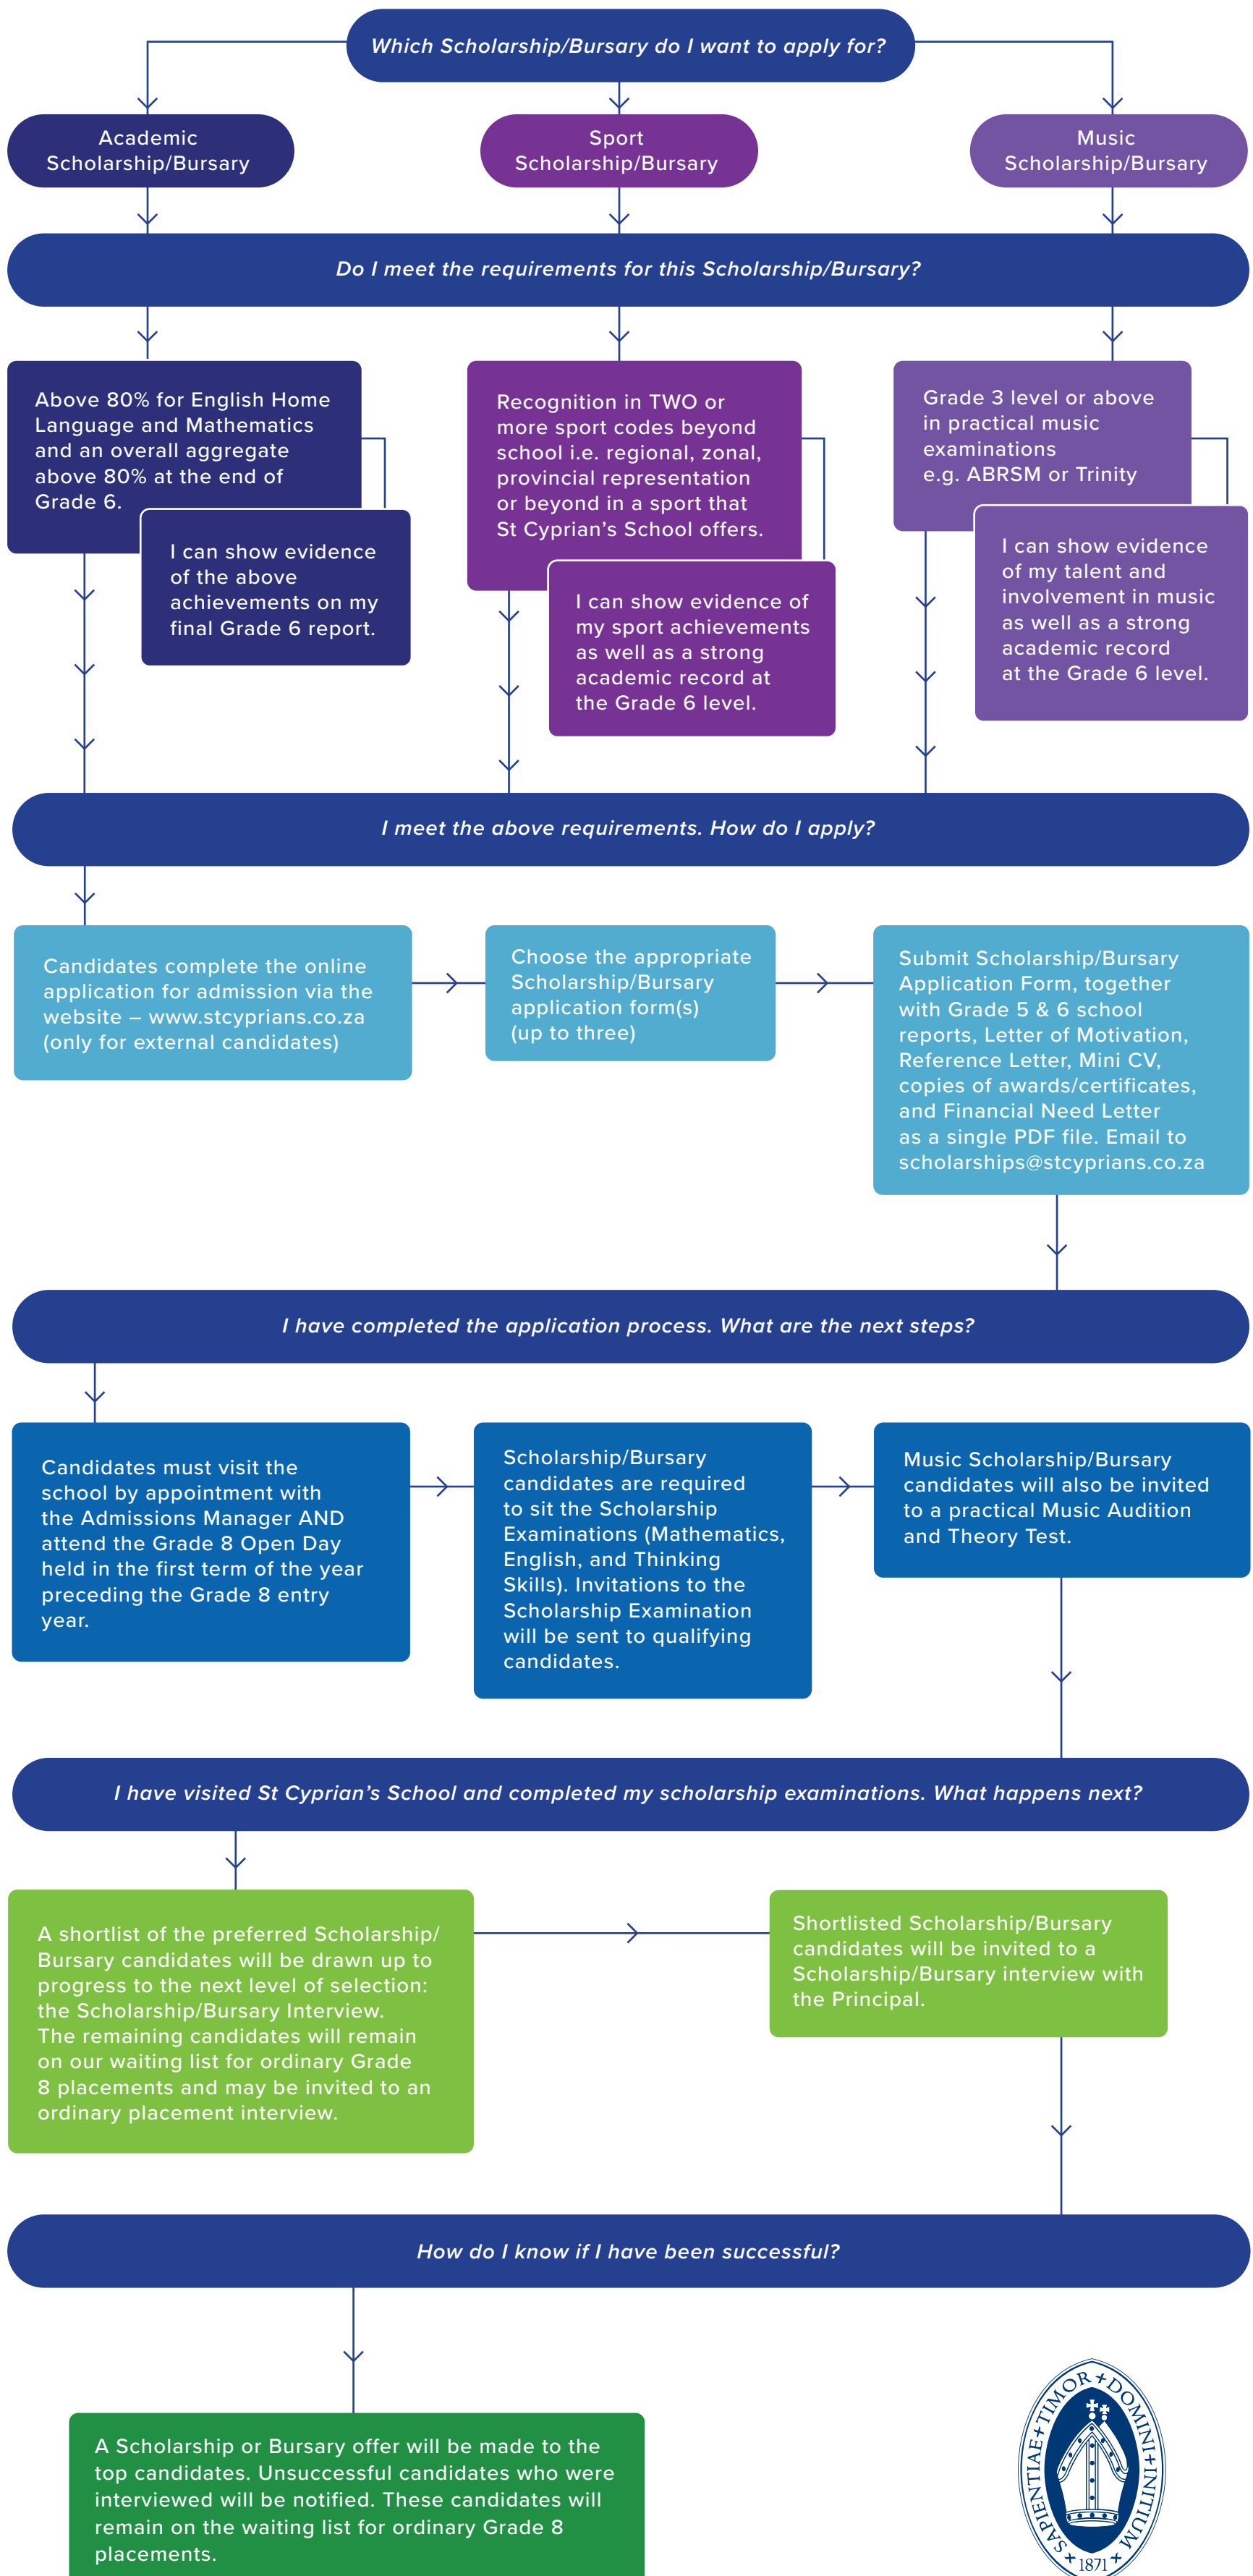 Which Scholarship/Bursary do I want to apply for?
Academic
Scholarship/Bursary
Sport
Scholarship/Bursary
Music
Scholarship/Bursary
Do I meet the requirements for this Scholarship/Bursary?
Above 80% for English Home
Language and Mathematics
and an overall aggregate
above 80% at the end of
Grade 6.
I can show evidence
of the above
achievements on my
final Grade 6 report.
Recognition in TWO or
more sport codes beyond
school i.e. regional, zonal,
provincial representation
or beyond in a sport that
St Cyprian's School offers.
I can show evidence of
my sport achievements
as well as a strong
academic record at
the Grade 6 level.
Grade 3 level or above
in practical music
examinations
e.g. ABRSM or Trinity
I can show evidence
of my talent and
involvement in music
as well as a strong
academic record
at the Grade 6 level.
I meet the above requirements. How do I apply?
Candidates complete the online
application for admission via the
website – www.stcyprians.co.za
(only for external candidates)
Choose the appropriate
Scholarship/Bursary
application form(s)
(up to three)
Submit Scholarship/Bursary
Application Form, together
with Grade 5 & 6 school
reports, Letter of Motivation,
Reference Letter, Mini CV,
copies of awards/certificates,
and Financial Need Letter
as a single PDF file. Email to
scholarships@stcyprians.co.za
I have completed the application process. What are the next steps?
Candidates must visit the
school by appointment with
the Admissions Manager AND
attend the Grade 8 Open Day
held in the first term of the year
preceding the Grade 8 entry
year.
Scholarship/Bursary
candidates are required
to sit the Scholarship
Examinations (Mathematics,
English, and Thinking
Skills). Invitations to the
Scholarship Examination
will be sent to qualifying
candidates.
Music Scholarship/Bursary
candidates will also be invited
to a practical Music Audition
and Theory Test.
I have visited St Cyprian's School and completed my scholarship examinations. What happens next?
A shortlist of the preferred Scholarship/
Bursary candidates will be drawn up to
progress to the next level of selection:
the Scholarship/Bursary Interview.
The remaining candidates will remain
on our waiting list for ordinary Grade
8 placements and may be invited to an
ordinary placement interview.
Shortlisted Scholarship/Bursary
candidates will be invited to a
Scholarship/Bursary interview with
the Principal.
How do I know if I have been successful?
A Scholarship or Bursary offer will be made to the
top candidates. Unsuccessful candidates who were
interviewed will be notified. These candidates will
remain on the waiting list for ordinary Grade 8
placements.
SAPIENTIAE + TIMOR + DOMINI + INITIUM
1871